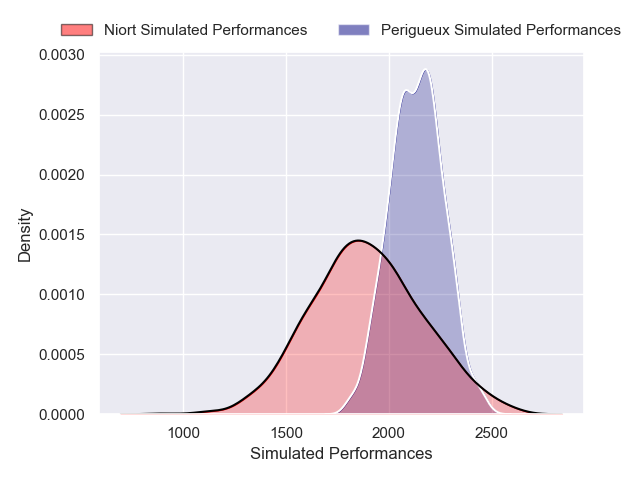 Niort Simulated Performances
Perigueux Simulated Performances
0.0030
0.0025
0.0020
0.0015
0.0010
0.0005
0.0000
Density
1000 1500 2000 2500
Simulated Performances